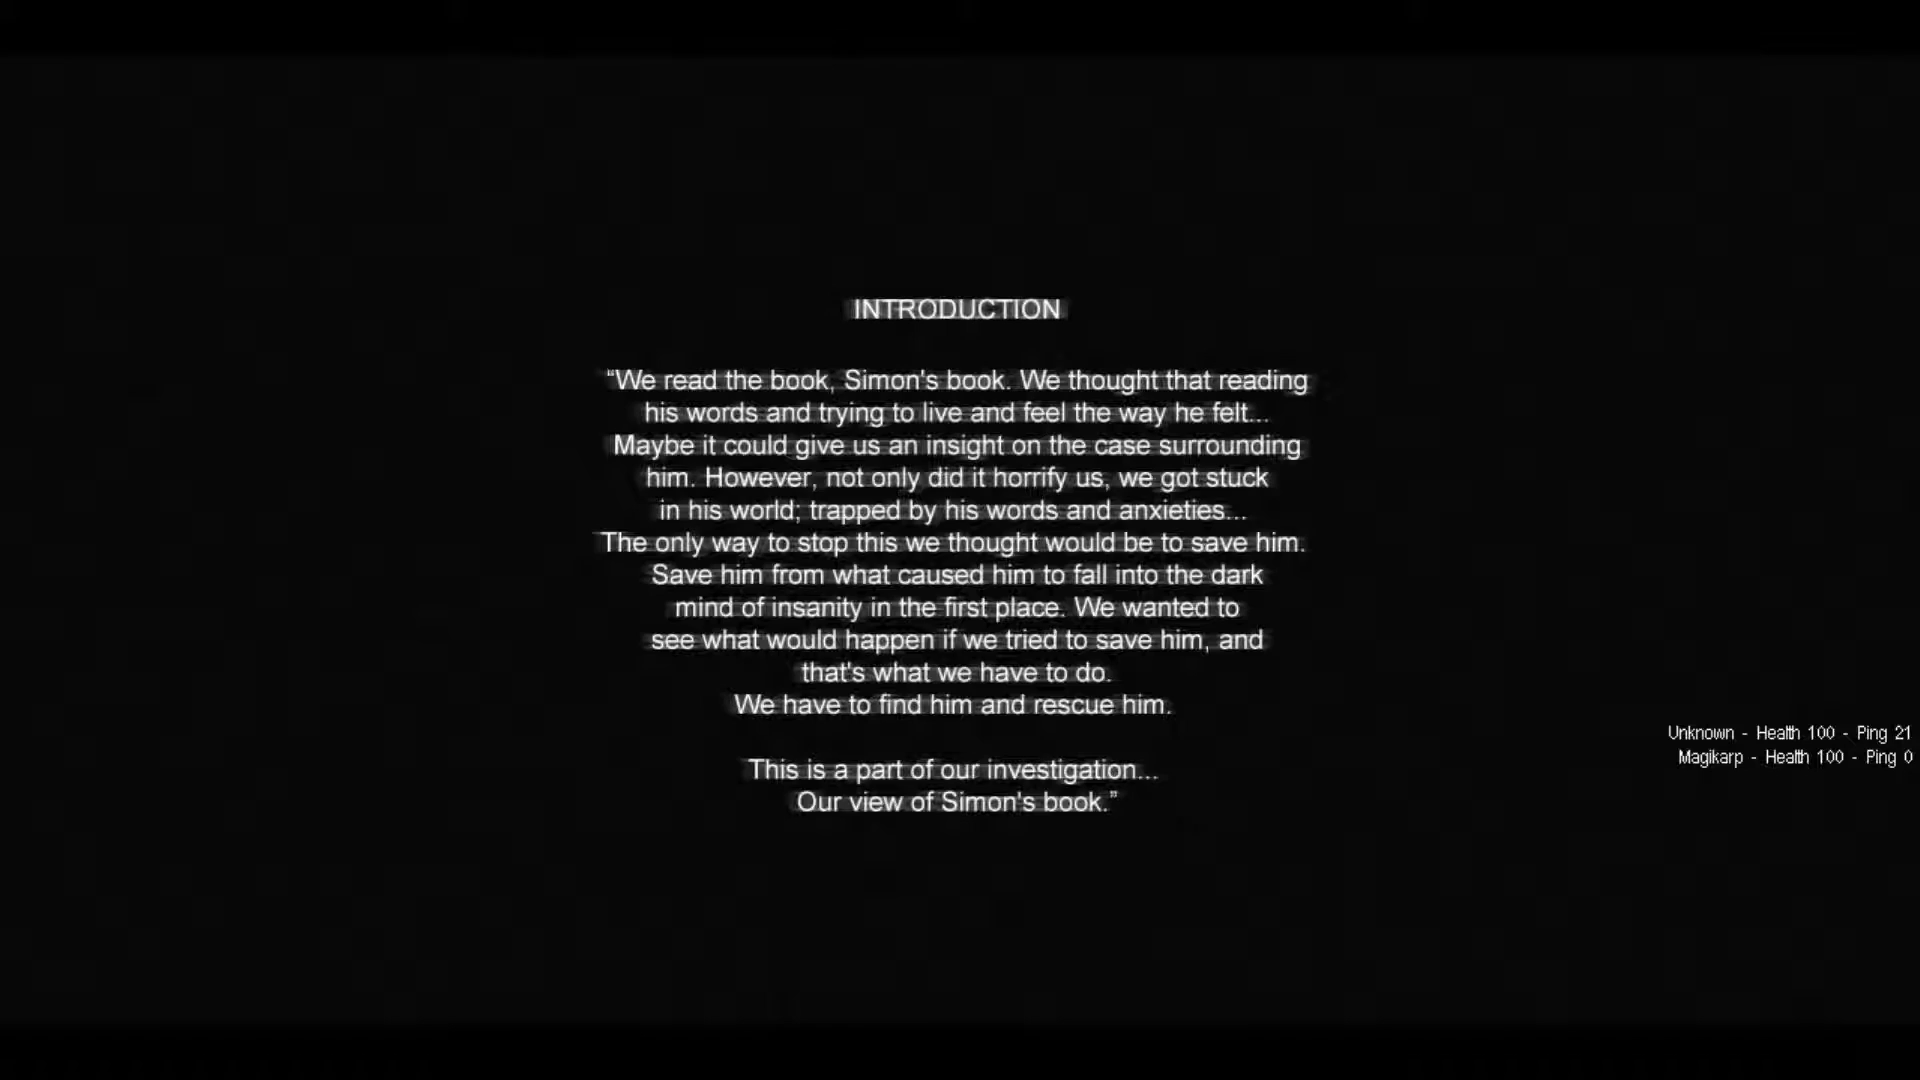 INTRODUCTION
“We read the book, Simon's book. We thought that reading
his words and trying to live and feel the way he felt...
Maybe it could give us an insight on the case surrounding
him. However, not only did it horrify us, we got stuck
in his world; trapped by his words and anxieties...
The only way to stop this we thought would be to save him.
Save him from what caused him to fall into the dark
mind of insanity in the first place. We wanted to
see what would happen if we tried to save him, and
that's what we have to do.
We have to find him and rescue him.
This is a part of our investigation...
Our view of Simon's book.”
Unknown - Health 100 - Ping 21
Magikarp - Health 100 - Ping 0